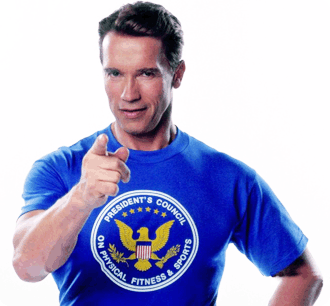 PRESIDENT'S COUNCIL
ON PHYSICAL FITNESS & SPORTS